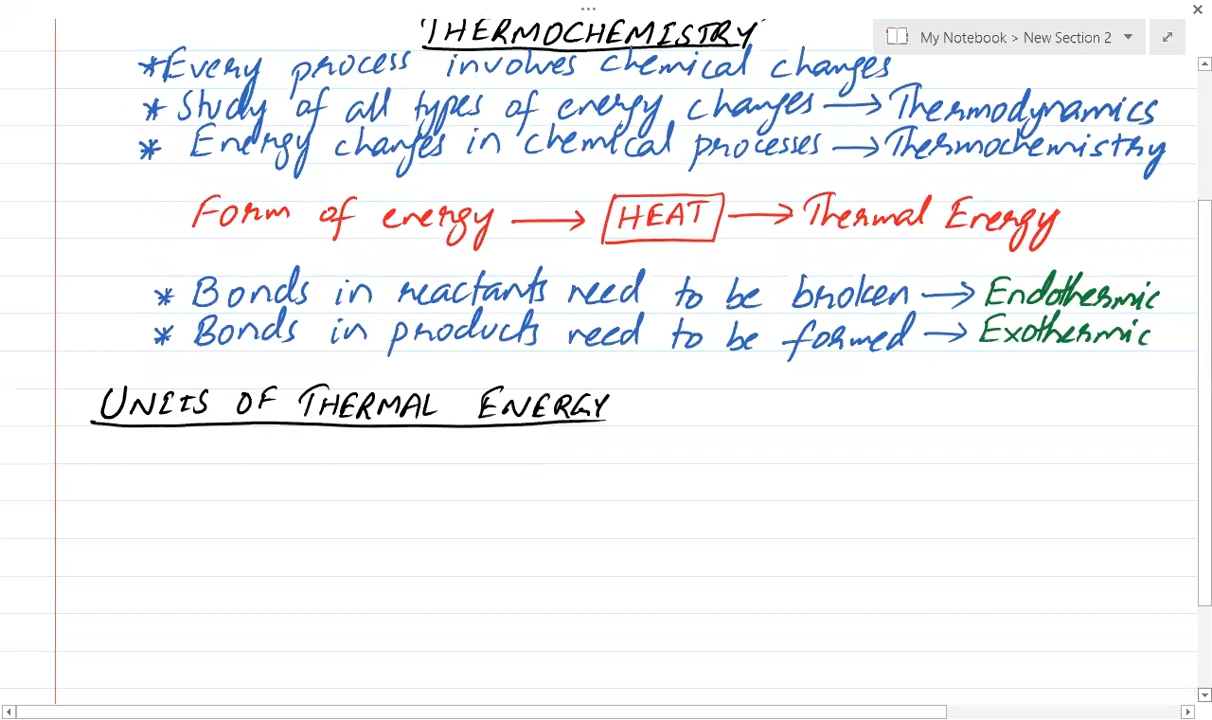 My Notebook > New Section 2
THERMOCHEMISTRY
*Every process involves chemical changes
* Study of all types of energy changes → Thermodynamics
* Energy changes in chemical processes → Thermochemistry
Form of energy → HEAT → Thermal Energy
* Bonds in reactants need to be broken → Endothermic
* Bonds in products need to be formed → Exothermic
UNITS OF THERMAL ENERGY